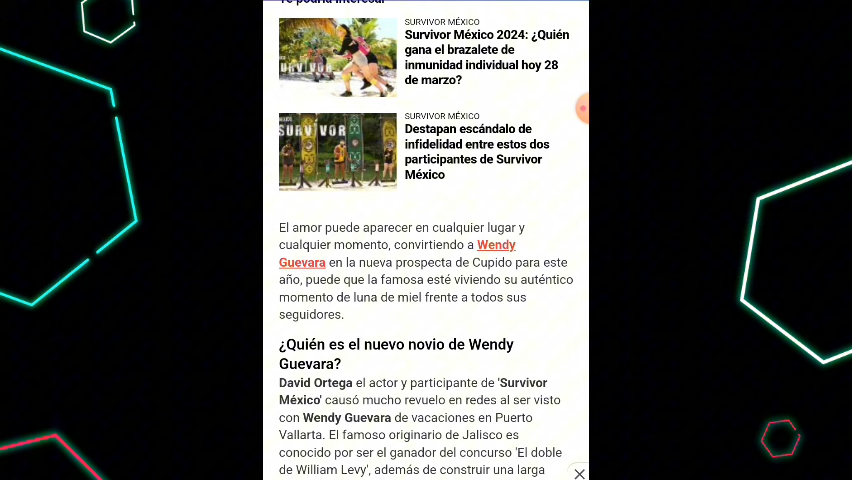 Te podría interesar
SURVIVOR MÉXICO
Survivor México 2024: ¿Quién
gana el brazalete de
inmunidad individual hoy 28
de marzo?
SURVIVOR
SURVIVOR MÉXICO
Destapan escándalo de
infidelidad entre estos dos
participantes de Survivor
México
SURVIVOR
El amor puede aparecer en cualquier lugar y
cualquier momento, convirtiendo a Wendy
Guevara en la nueva prospecta de Cupido para este
año, puede que la famosa esté viviendo su auténtico
momento de luna de miel frente a todos sus
seguidores.
¿Quién es el nuevo novio de Wendy
Guevara?
David Ortega el actor y participante de 'Survivor
México' causó mucho revuelo en redes al ser visto
con Wendy Guevara de vacaciones en Puerto
Vallarta. El famoso originario de Jalisco es
conocido por ser el ganador del concurso 'El doble
de William Levy', además de construir una larga